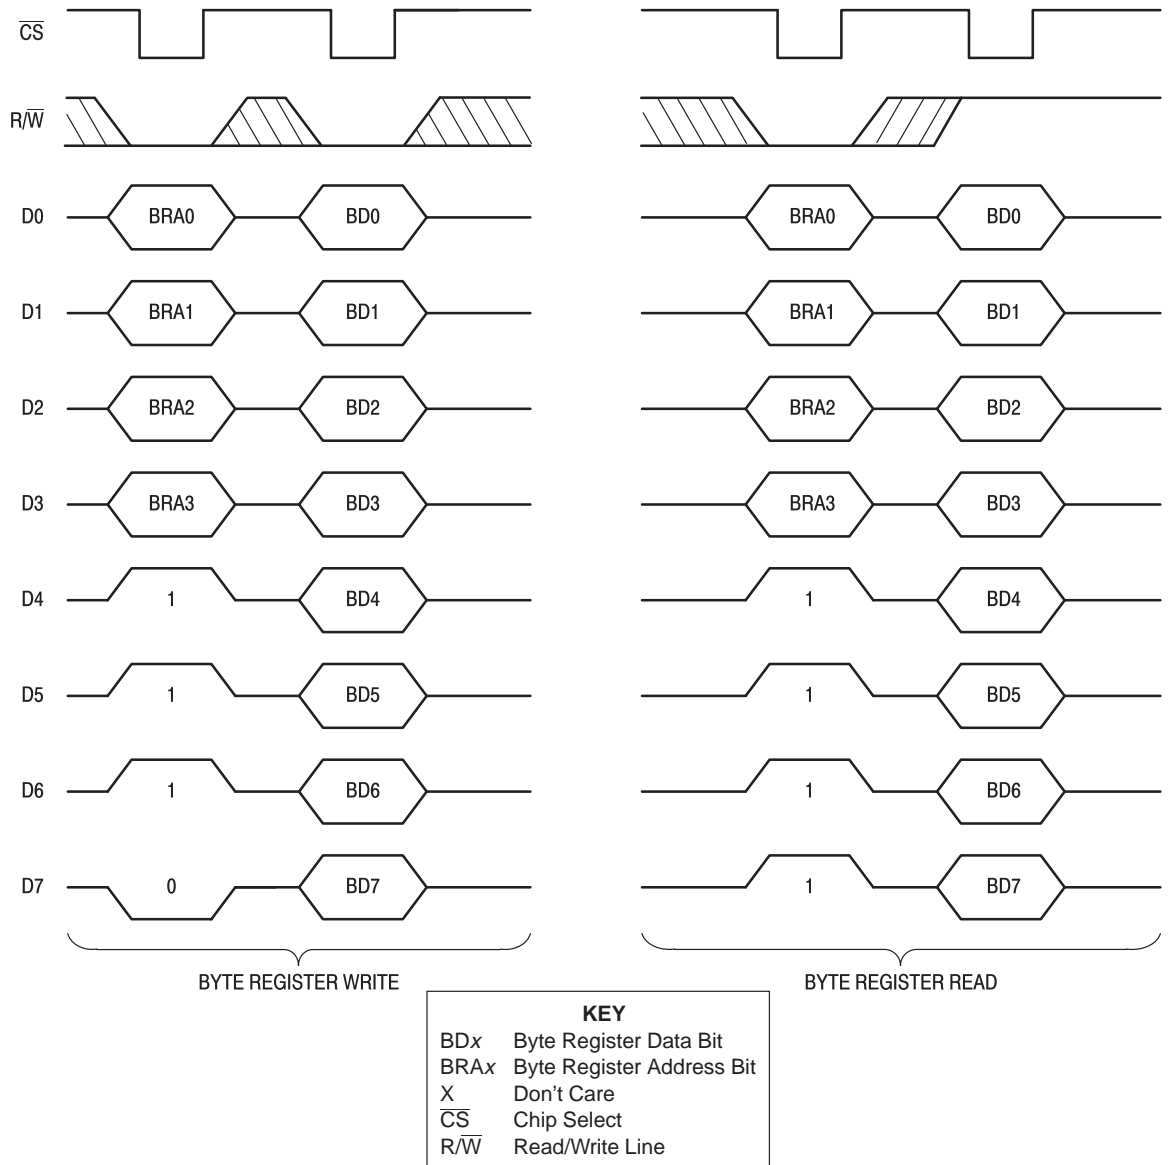 CS
R/W
D0 BRA0 BD0 BRA0 BD0
D1 BRA1 BD1 BRA1 BD1
D2 BRA2 BD2 BRA2 BD2
D3 BRA3 BD3 BRA3 BD3
D4 1 BD4 1 BD4
D5 1 BD5 1 BD5
D6 1 BD6 1 BD6
D7 0 BD7 1 BD7
BYTE REGISTER WRITE BYTE REGISTER READ
KEY
BDx Byte Register Data Bit
BRAx Byte Register Address Bit
X Don't Care
CS Chip Select
R/W Read/Write Line